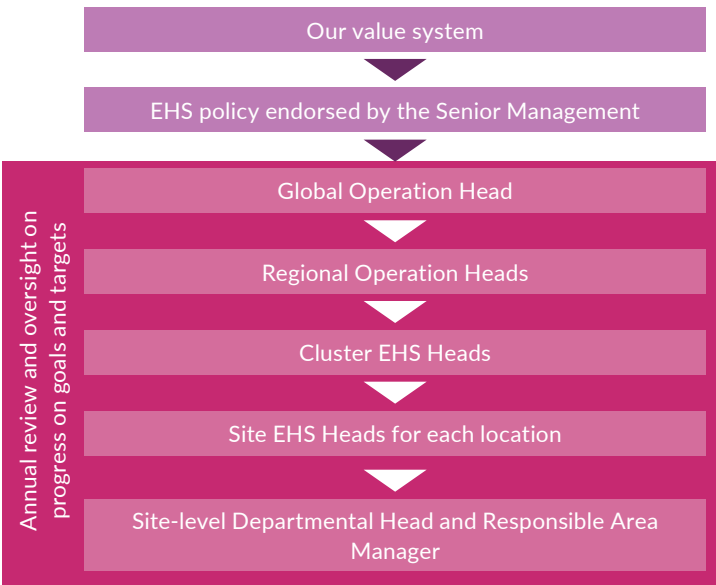 Our value system
EHS policy endorsed by the Senior Management
Annual review and oversight on
progress on goals and targets
Global Operation Head
Regional Operation Heads
Cluster EHS Heads
Site EHS Heads for each location
Site-level Departmental Head and Responsible Area
Manager